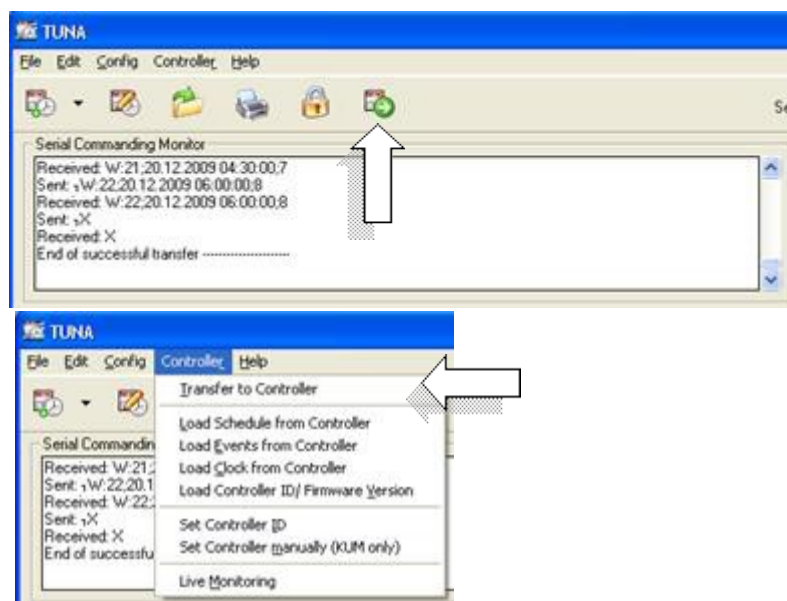 TUNA
File Edit Config Controller Help
Se
Serial Commanding Monitor
Received: W:21;20.12.2009 04:30:00;7
Sent: ┐W:22;20.12.2009 06:00:00;8
Received: W:22;20.12.2009 06:00:00;8
Sent: ┐X
Received: X
End of successful transfer ---------------------
TUNA
File Edit Config Controller Help
Transfer to Controller
Load Schedule from Controller
Serial Commandin
Load Events from Controller
Received: W:21;2
Load Clock from Controller
Sent: ┐W:22;20.1
Load Controller ID/ Firmware Version
Received: W:22;
Sent: ┐X
Set Controller ID
Received: X
Set Controller manually (KUM only)
End of successfu
Live Monitoring